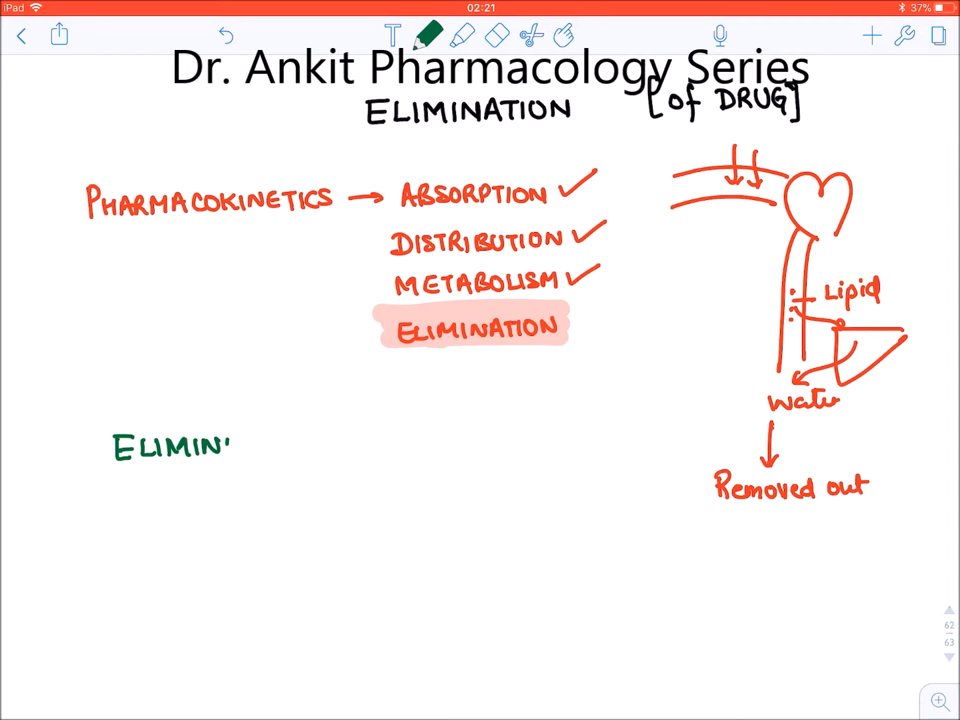 iPad 02:21 37%
Dr. Ankit Pharmacology Series
ELIMINATION [of DRUG]
PHARMACOKINETICS → ABSORPTION ✓
DISTRIBUTION ✓
METABOLISM ✓
ELIMINATION
Lipid
Water
Removed out
ELIMIN
62
63